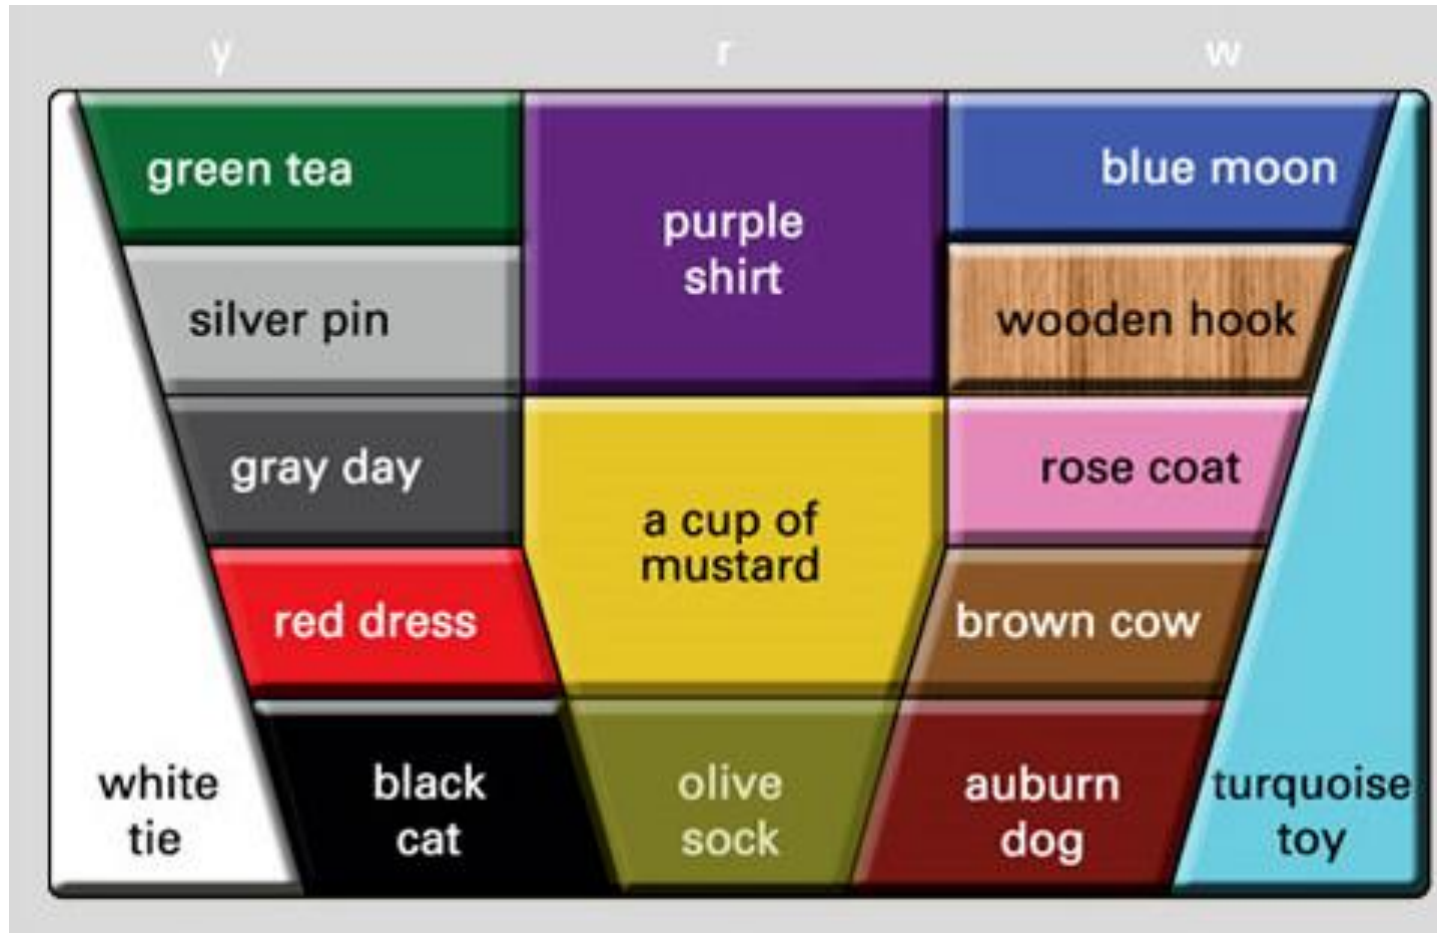 y r w
green tea
purple
shirt
blue moon
silver pin
wooden hook
gray day
a cup of
mustard
rose coat
red dress
brown cow
white
tie
black
cat
olive
sock
auburn
dog
turquoise
toy